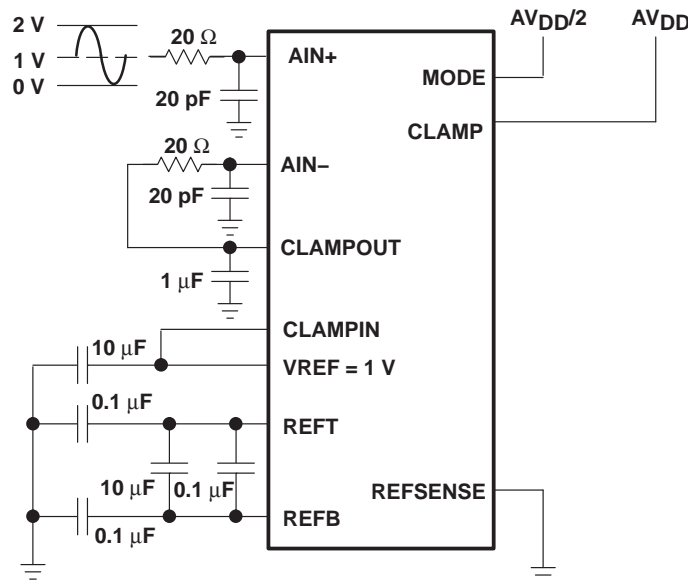 2 V
1 V
0 V
20 Ω
20 pF
AIN+
AVDD/2
AVDD
MODE
CLAMP
20 Ω
20 pF
AIN–
CLAMPOUT
1 μF
CLAMPIN
10 μF
VREF = 1 V
0.1 μF
REFT
10 μF
0.1 μF
REFSENSE
REFB
0.1 μF